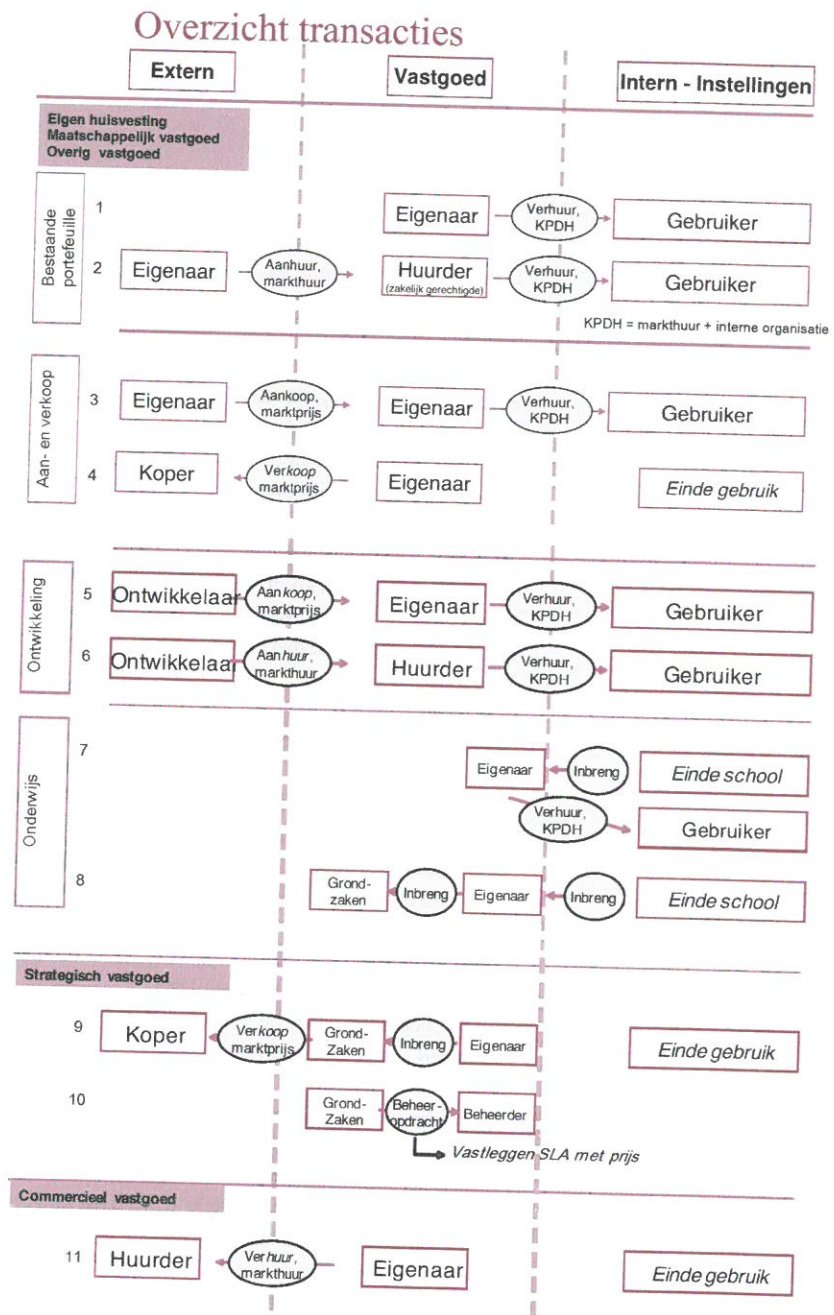 Overzicht transacties
Extern
Vastgoed
Intern - Instellingen
Eigen huisvesting
Maatschappelijk vastgoed
Overig vastgoed
Bestaande
portefeuille
1
Eigenaar
Verhuur,
KPDH
Gebruiker
2
Eigenaar
Aanhuur,
markthuur
Huurder
(zakelijk gerechtigde)
Verhuur,
KPDH
Gebruiker
KPDH = markthuur + interne organisatie
Aan- en verkoop
3
Eigenaar
Aankoop,
marktprijs
Eigenaar
Verhuur,
KPDH
Gebruiker
4
Koper
Verkoop
marktprijs
Eigenaar
Einde gebruik
Ontwikkeling
5
Ontwikkelaar
Aankoop,
marktprijs
Eigenaar
Verhuur,
KPDH
Gebruiker
6
Ontwikkelaar
Aanhuur,
markthuur
Huurder
Verhuur,
KPDH
Gebruiker
Onderwijs
7
Eigenaar
Inbreng
Einde school
Verhuur,
KPDH
Gebruiker
8
Grond-
zaken
Inbreng
Eigenaar
Inbreng
Einde school
Strategisch vastgoed
9
Koper
Verkoop
marktprijs
Grond-
Zaken
Inbreng
Eigenaar
Einde gebruik
10
Grond-
Zaken
Beheer-
opdracht
Beheerder
Vastleggen SLA met prijs
Commercieel vastgoed
11
Huurder
Verhuur,
markthuur
Eigenaar
Einde gebruik